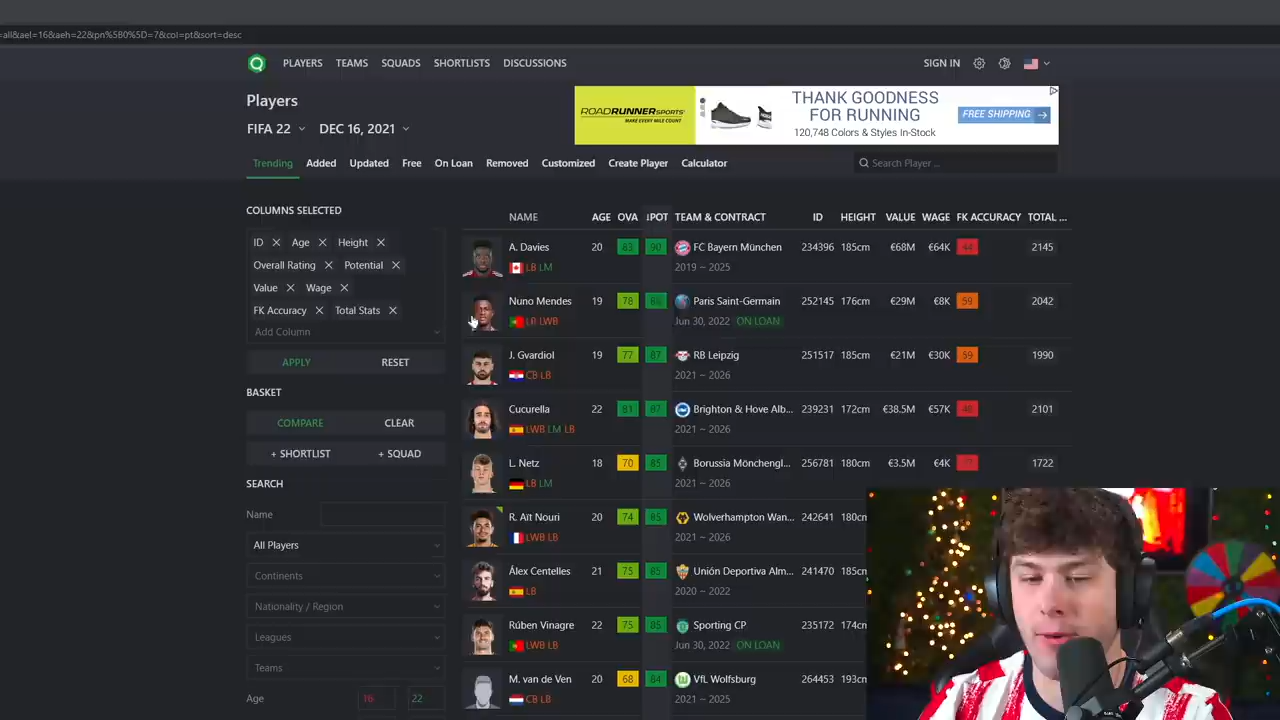 =all&ael=16&aeh=22&pn%5B0%5D=7&col=pt&sort=desc
PLAYERS TEAMS SQUADS SHORTLISTS DISCUSSIONS SIGN IN
Players
FIFA 22 DEC 16, 2021
ROADRUNNERSPORTS
MAKE EVERY MILE COUNT
THANK GOODNESS
FOR RUNNING
120,748 Colors & Styles In-Stock
FREE SHIPPING
Trending Added Updated Free On Loan Removed Customized Create Player Calculator Search Player ...
COLUMNS SELECTED
ID Age Height
Overall Rating Potential
Value Wage
FK Accuracy Total Stats
Add Column
APPLY RESET
BASKET
COMPARE CLEAR
+ SHORTLIST + SQUAD
SEARCH
Name
All Players
Continents
Nationality / Region
Leagues
Teams
Age 16 22
NAME AGE OVA ↓POT TEAM & CONTRACT ID HEIGHT VALUE WAGE FK ACCURACY TOTAL ...
A. Davies 20 83 90 FC Bayern München 234396 185cm €68M €64K 44 2145
LB LM 2019 ~ 2025
Nuno Mendes 19 78 88 Paris Saint-Germain 252145 176cm €29M €8K 59 2042
LB LWB Jun 30, 2022 ON LOAN
J. Gvardiol 19 77 87 RB Leipzig 251517 185cm €21M €30K 59 1990
CB LB 2021 ~ 2026
Cucurella 22 81 87 Brighton & Hove Alb... 239231 172cm €38.5M €57K 2101
LWB LM LB 2021 ~ 2026
L. Netz 18 70 85 Borussia Mönchengl... 256781 180cm €3.5M €4K 1722
LB LM 2021 ~ 2026
R. Aït Nouri 20 74 85 Wolverhampton Wan... 242641 180cm
LWB LB 2021 ~ 2026
Álex Centelles 21 75 85 Unión Deportiva Alm... 241470 185cm
LB 2020 ~ 2022
Rúben Vinagre 22 75 85 Sporting CP 235172 174cm
LWB LB Jun 30, 2022 ON LOAN
M. van de Ven 20 68 84 VfL Wolfsburg 264453 193cm
CB LB 2021 ~ 2025